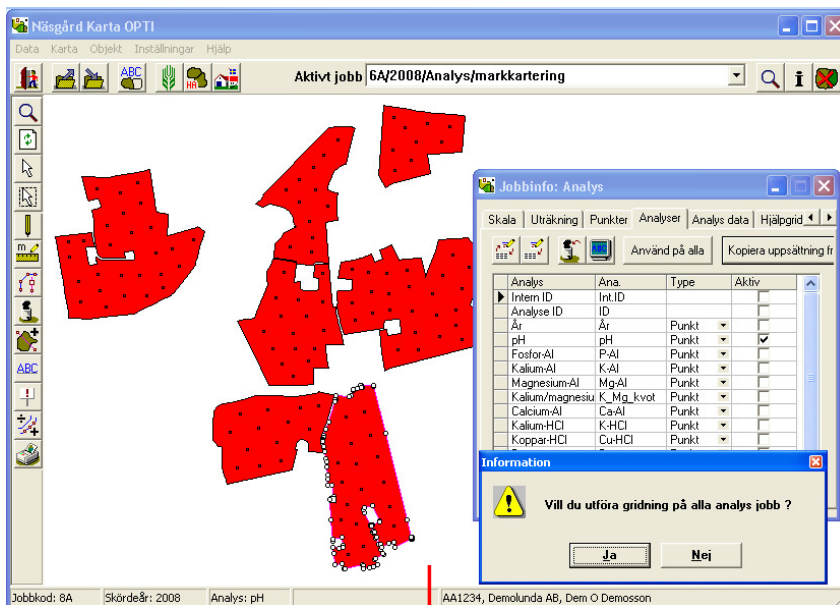 Näsgård Karta OPTI
Data Karta Objekt Inställningar Hjälp
ABC HA Aktivt jobb 6A/2008/Analys/markkartering
Jobbinfo: Analys
Skala Uträkning Punkter Analyser Analys data Hjälpgrid
ABC Använd på alla Kopiera uppsättning fr
Analys Ana. Type Aktiv
Intern ID Int.ID
Analyse ID ID
År År Punkt
pH pH Punkt
Fosfor-Al P-Al Punkt
Kalium-Al K-Al Punkt
Magnesium-Al Mg-Al Punkt
Kalium/magnesiu K_Mg_kvot Punkt
Calcium-Al Ca-Al Punkt
Kalium-HCl K-HCl Punkt
Koppar-HCl Cu-HCl Punkt
m
ABC
Information
Vill du utföra gridning på alla analys jobb ?
Ja Nej
Jobbkod: 8A Skördeår: 2008 Analys: pH AA1234, Demolunda AB, Dem O Demosson